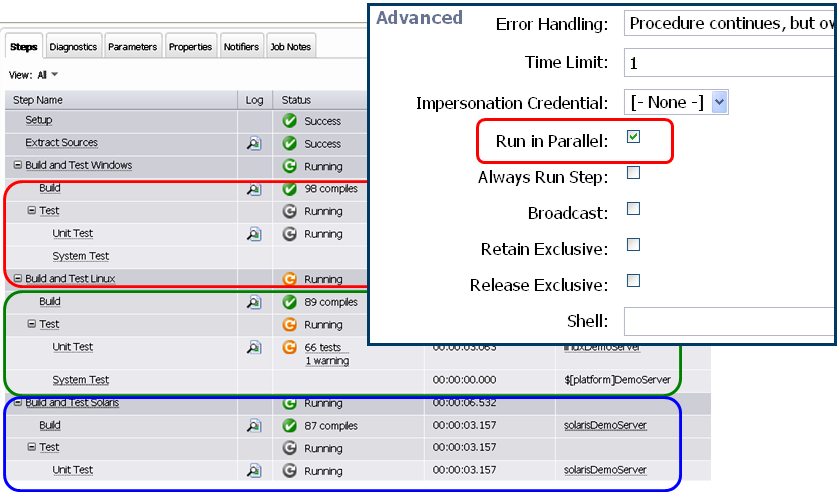 Steps Diagnostics Parameters Properties Notifiers Job Notes
View: All
Step Name Log Status
Setup Success
Extract Sources Success
Build and Test Windows Running
Build 98 compiles
Test Running
Unit Test Running
System Test
Build and Test Linux Running
Build 89 compiles
Test Running
Unit Test 66 tests 00:00:03.063 linuxDemoServer
1 warning
System Test 00:00:00.000 $[platform]DemoServer
Build and Test Solaris Running 00:00:06.532
Build 87 compiles 00:00:03.157 solarisDemoServer
Test Running 00:00:03.157
Unit Test Running 00:00:03.157 solarisDemoServer
Advanced
Error Handling: Procedure continues, but ov
Time Limit: 1
Impersonation Credential: [- None -]
Run in Parallel:
Always Run Step:
Broadcast:
Retain Exclusive:
Release Exclusive:
Shell: